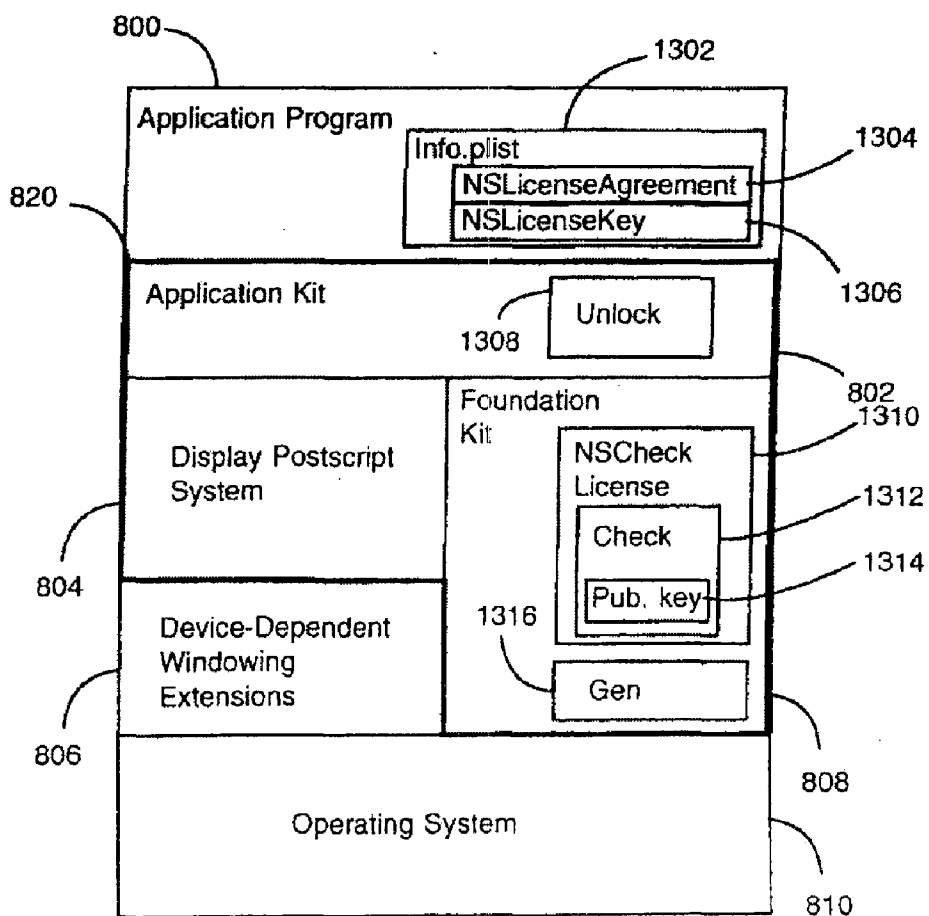 800
1302
Application Program
Info.plist
1304
NSLicenseAgreement
820
NSLicenseKey
Application Kit
1306
Unlock
1308
802
Foundation
Kit
1310
NSCheck
License
Display Postscript
System
1312
Check
1314
Pub. key
804
1316
Device-Dependent
Windowing
Extensions
Gen
806
808
Operating System
810